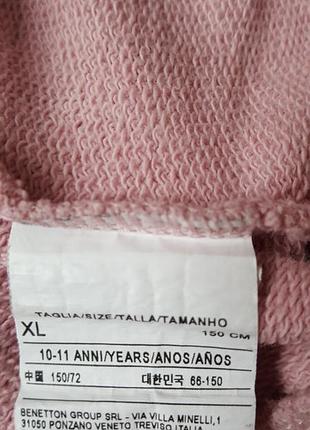 TAGLIA/SIZE/TALLA/TAMANHO
XL 150 CM
10-11 ANNI/YEARS/ANOS/AÑOS
中国 150/72 대한민국 66-150
BENETTON GROUP SRL - VIA VILLA MINELLI,1
31050 PONZANO VENETO TREVISO ITALIA